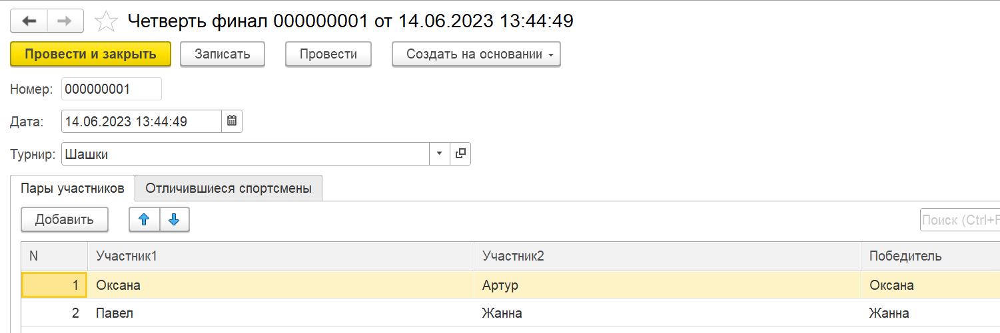 Четверть финал 000000001 от 14.06.2023 13:44:49
Провести и закрыть Записать Провести Создать на основании
Номер: 000000001
Дата: 14.06.2023 13:44:49
Турнир: Шашки
Пары участников Отличившиеся спортсмены
Добавить Поиск (Ctrl+F
N Участник1 Участник2 Победитель
1 Оксана Артур Оксана
2 Павел Жанна Жанна